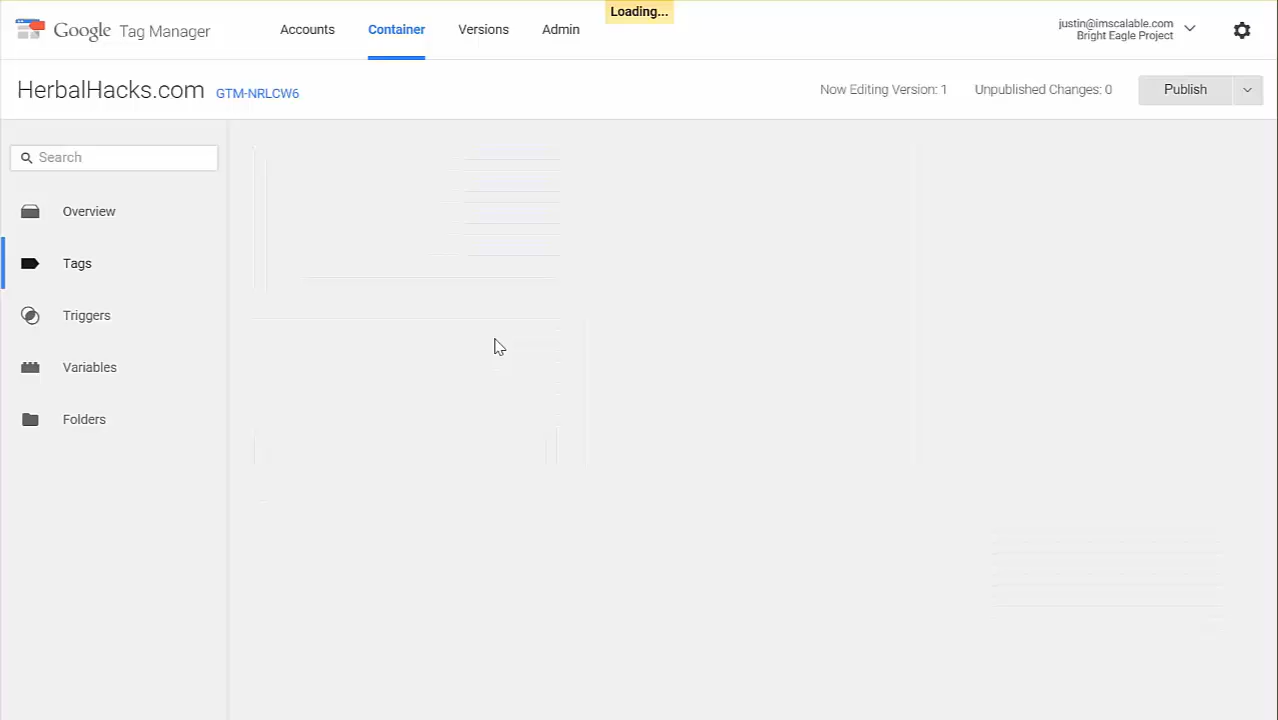 Loading...
Google Tag Manager
Accounts
Container
Versions
Admin
justin@imscalable.com
Bright Eagle Project
HerbalHacks.com GTM-NRLCW6
Now Editing Version: 1
Unpublished Changes: 0
Publish
Search
Overview
Tags
Triggers
Variables
Folders